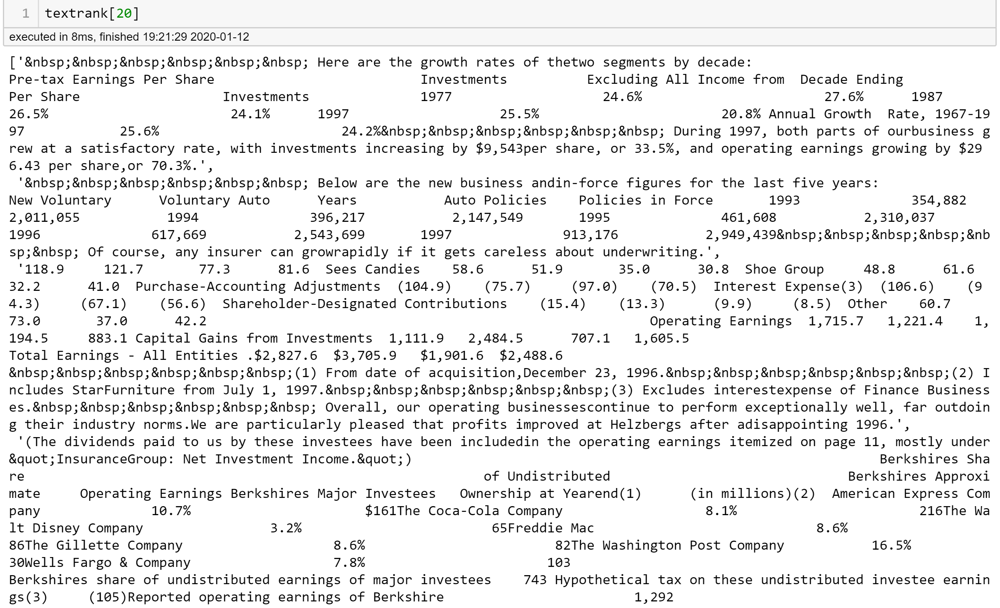 1 textrank[20]
executed in 8ms, finished 19:21:29 2020-01-12
['&nbsp;&nbsp;&nbsp;&nbsp;&nbsp;&nbsp; Here are the growth rates of thetwo segments by decade:
Pre-tax Earnings Per Share Investments Excluding All Income from Decade Ending
Per Share Investments 1977 24.6% 27.6% 1987
26.5% 24.1% 1997 25.5% 20.8% Annual Growth Rate, 1967-19
97 25.6% 24.2%&nbsp;&nbsp;&nbsp;&nbsp;&nbsp;&nbsp; During 1997, both parts of ourbusiness g
rew at a satisfactory rate, with investments increasing by $9,543per share, or 33.5%, and operating earnings growing by $29
6.43 per share,or 70.3%.',
'&nbsp;&nbsp;&nbsp;&nbsp;&nbsp;&nbsp; Below are the new business andin-force figures for the last five years:
New Voluntary Voluntary Auto Years Auto Policies Policies in Force 1993 354,882
2,011,055 1994 396,217 2,147,549 1995 461,608 2,310,037
1996 617,669 2,543,699 1997 913,176 2,949,439&nbsp;&nbsp;&nbsp;&nbsp;&nb
sp;&nbsp; Of course, any insurer can growrapidly if it gets careless about underwriting.',
'118.9 121.7 77.3 81.6 Sees Candies 58.6 51.9 35.0 30.8 Shoe Group 48.8 61.6
32.2 41.0 Purchase-Accounting Adjustments (104.9) (75.7) (97.0) (70.5) Interest Expense(3) (106.6) (9
4.3) (67.1) (56.6) Shareholder-Designated Contributions (15.4) (13.3) (9.9) (8.5) Other 60.7
73.0 37.0 42.2 Operating Earnings 1,715.7 1,221.4 1,
194.5 883.1 Capital Gains from Investments 1,111.9 2,484.5 707.1 1,605.5
Total Earnings - All Entities .$2,827.6 $3,705.9 $1,901.6 $2,488.6
&nbsp;&nbsp;&nbsp;&nbsp;&nbsp;&nbsp;(1) From date of acquisition,December 23, 1996.&nbsp;&nbsp;&nbsp;&nbsp;&nbsp;&nbsp;(2) I
ncludes StarFurniture from July 1, 1997.&nbsp;&nbsp;&nbsp;&nbsp;&nbsp;&nbsp;(3) Excludes interestexpense of Finance Business
es.&nbsp;&nbsp;&nbsp;&nbsp;&nbsp;&nbsp; Overall, our operating businessescontinue to perform exceptionally well, far outdoin
g their industry norms.We are particularly pleased that profits improved at Helzbergs after adisappointing 1996.',
'(The dividends paid to us by these investees have been includedin the operating earnings itemized on page 11, mostly under
&quot;InsuranceGroup: Net Investment Income.&quot;) Berkshires Sha
re of Undistributed Berkshires Approxi
mate Operating Earnings Berkshires Major Investees Ownership at Yearend(1) (in millions)(2) American Express Com
pany 10.7% $161The Coca-Cola Company 8.1% 216The Wa
lt Disney Company 3.2% 65Freddie Mac 8.6%
86The Gillette Company 8.6% 82The Washington Post Company 16.5%
30Wells Fargo & Company 7.8% 103
Berkshires share of undistributed earnings of major investees 743 Hypothetical tax on these undistributed investee earnin
gs(3) (105)Reported operating earnings of Berkshire 1,292